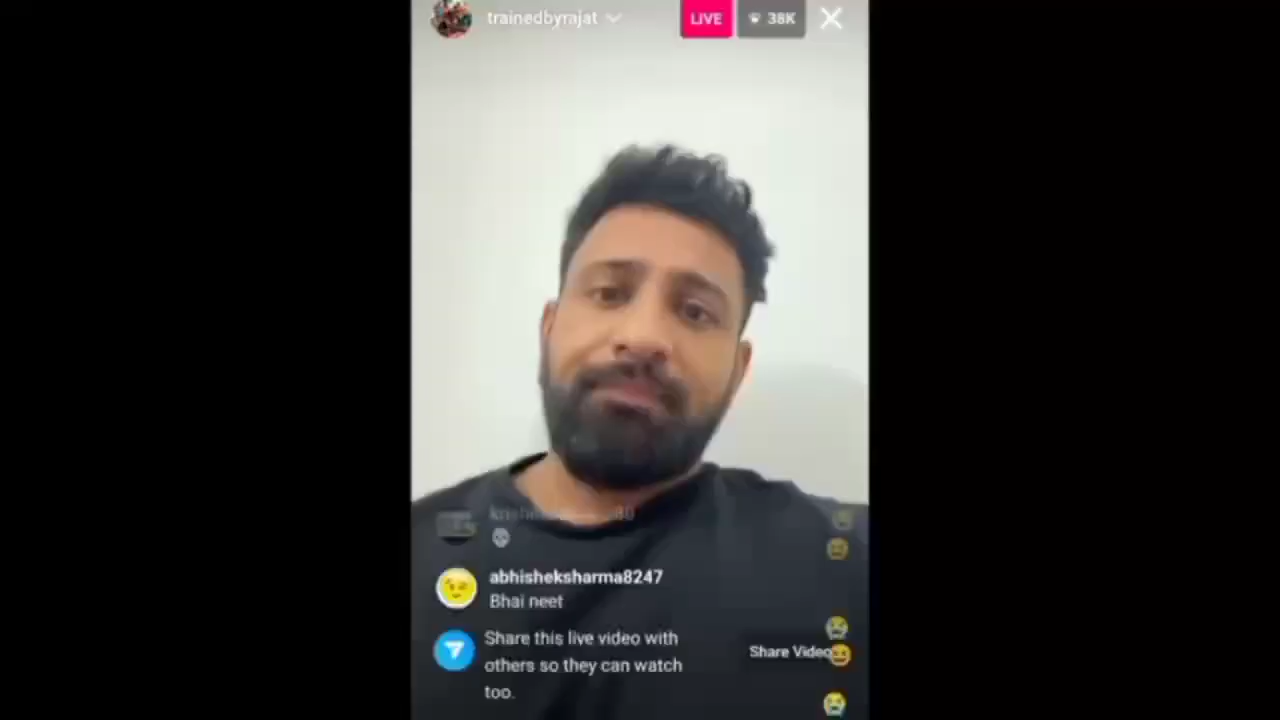 trainedbyrajat
LIVE
38K
abhisheksharma8247
Bhai neet
Share this live video with
others so they can watch
too.
Share Video